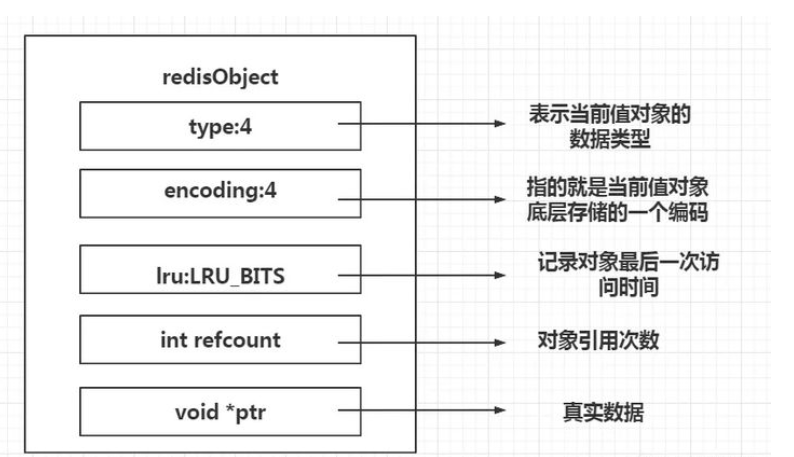 redisObject
type:4
表示当前值对象的
数据类型
encoding:4
指的就是当前值对象
底层存储的一个编码
lru:LRU_BITS
记录对象最后一次访
问时间
int refcount
对象引用次数
void *ptr
真实数据